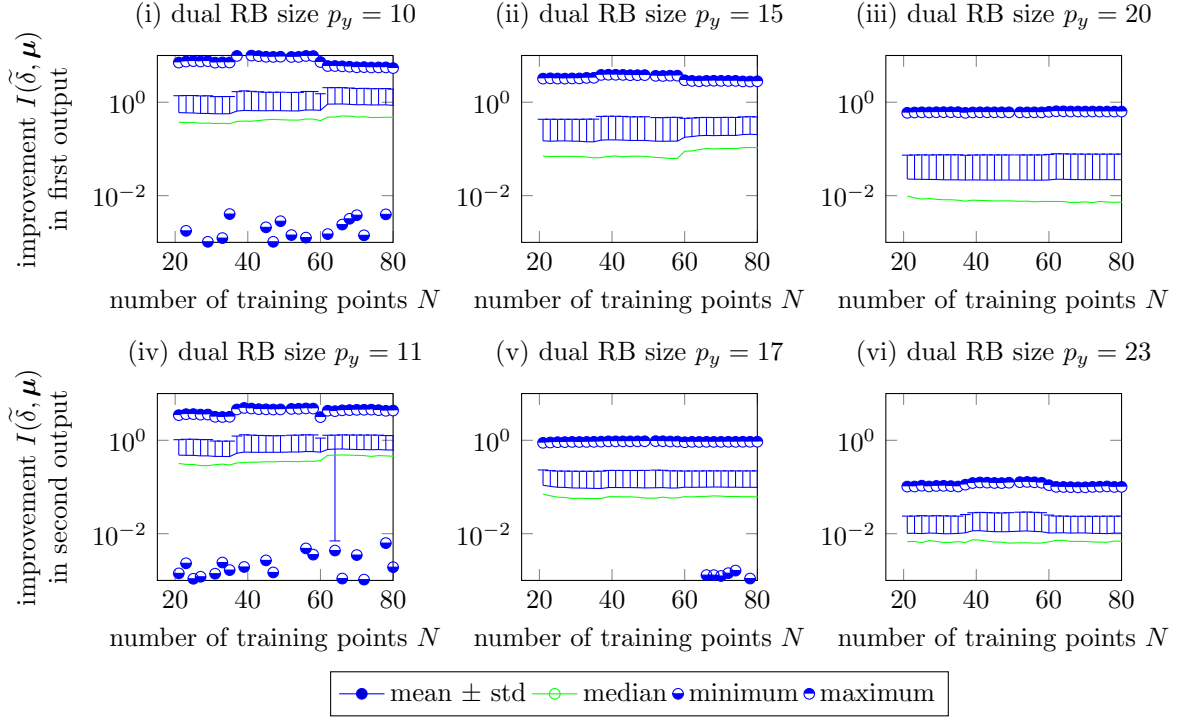 (i) dual RB size p_y = 10
(ii) dual RB size p_y = 15
(iii) dual RB size p_y = 20
improvement I(δ̃, μ)
in first output
10^0
10^−2
20 40 60 80
number of training points N
10^0
10^−2
20 40 60 80
number of training points N
10^0
10^−2
20 40 60 80
number of training points N
(iv) dual RB size p_y = 11
(v) dual RB size p_y = 17
(vi) dual RB size p_y = 23
improvement I(δ̃, μ)
in second output
10^0
10^−2
20 40 60 80
number of training points N
10^0
10^−2
20 40 60 80
number of training points N
10^0
10^−2
20 40 60 80
number of training points N
mean ± std median minimum maximum